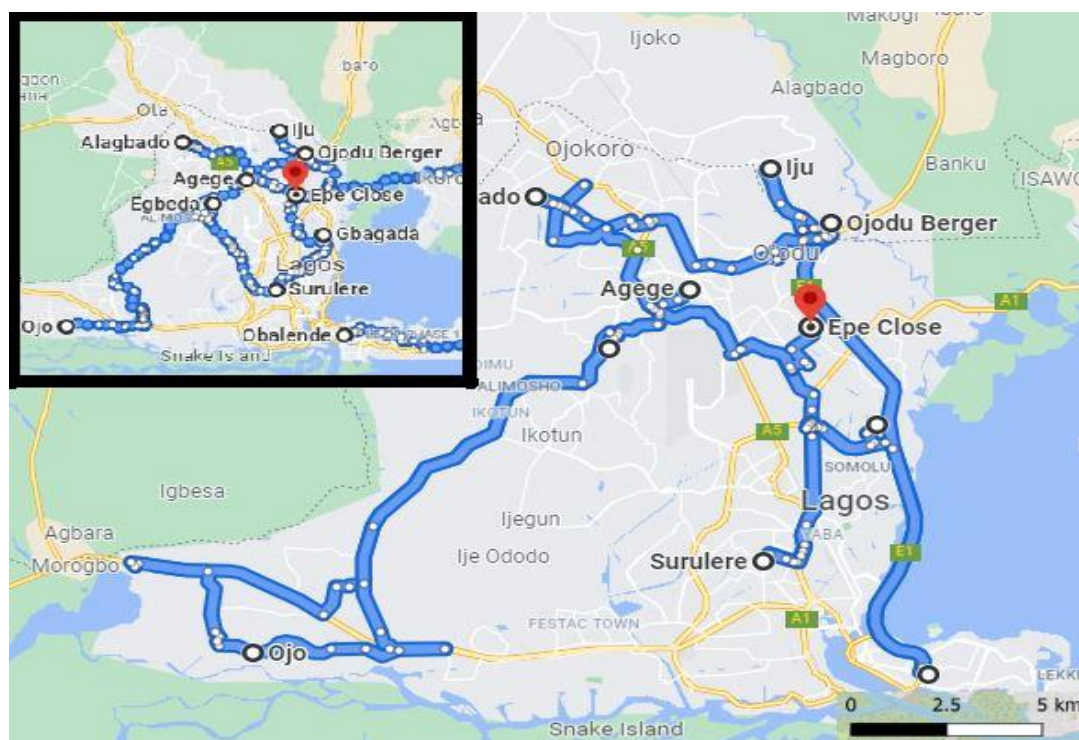 Ola
baro
Iju
Alagbado
Ojodu Berger
A5
Agege
Epe Close
Egbeda
Gbagada
Lagos
Surulere
Ojo
Obalende
Snake Island
Ijoko
Makogi
Magboro
Alagbado
Ojokoro
Banku
ISAWO
Iju
ado
Ojodu Berger
Ojodu
A5
Agege
E1
A1
Epe Close
ALIMOSHO
IKOTUN
Ikotun
A5
SOMOLU
Igbesa
Lagos
Ijegun
Agbara
YABA
Morogbo
Ije Ododo
Surulere
E1
FESTAC TOWN
A1
Ojo
LEKKI
0 2.5 5 km
Snake Island